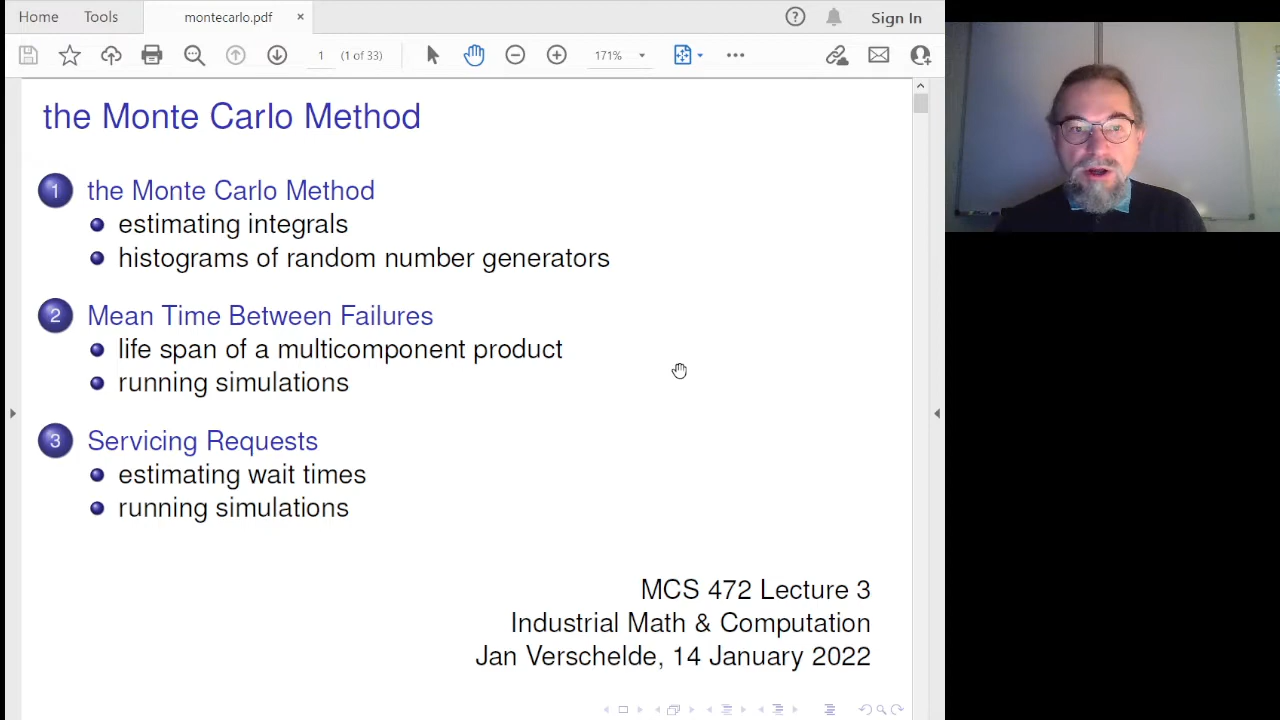 Home Tools montecarlo.pdf × ? Sign In
1 (1 of 33) 171%
the Monte Carlo Method
1 the Monte Carlo Method
estimating integrals
histograms of random number generators
2 Mean Time Between Failures
life span of a multicomponent product
running simulations
3 Servicing Requests
estimating wait times
running simulations
MCS 472 Lecture 3
Industrial Math & Computation
Jan Verschelde, 14 January 2022